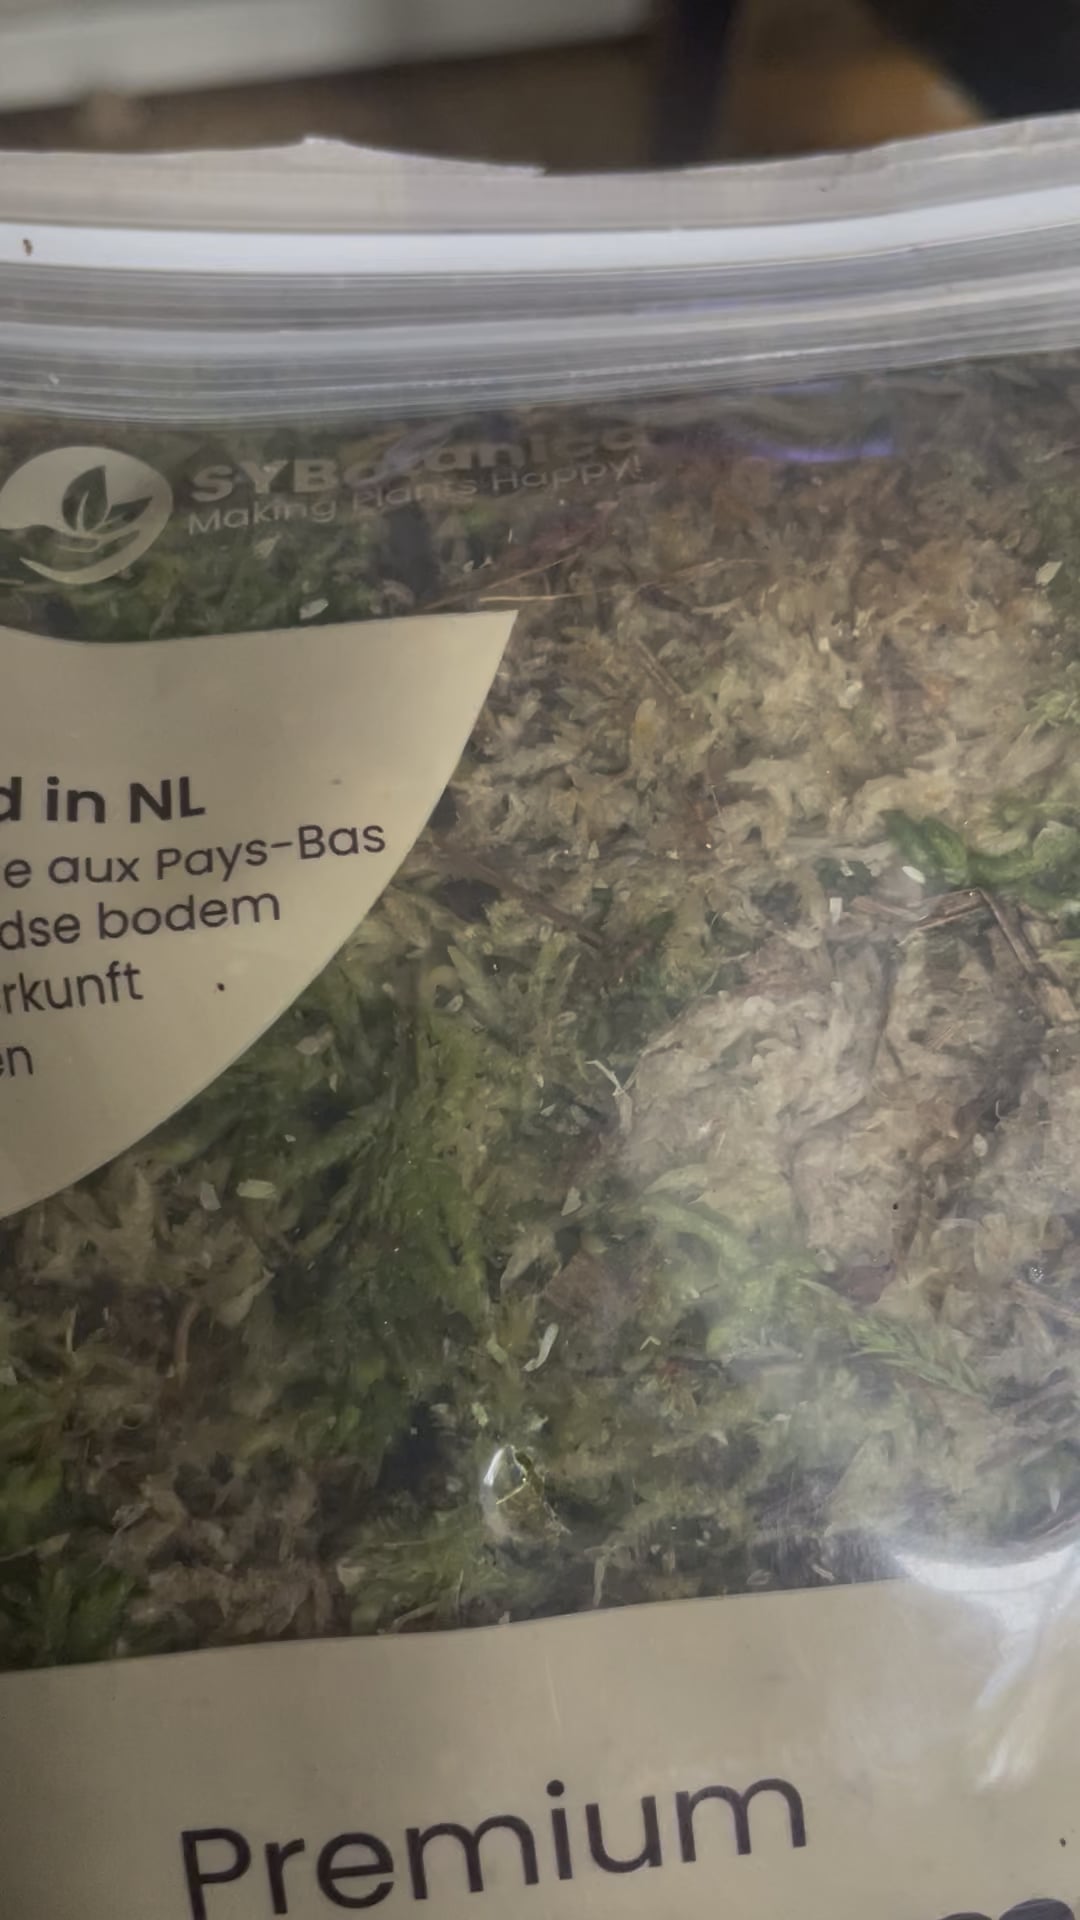 SYBotanica
Making Plants Happy!
d in NL
e aux Pays-Bas
dse bodem
rkunft
en
Premium